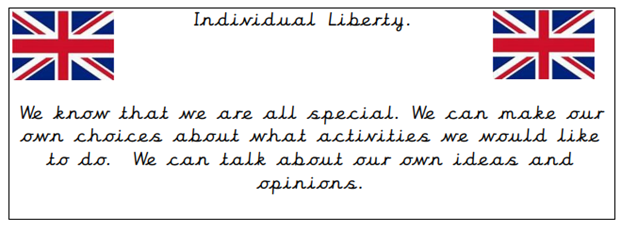 Individual Liberty.
We know that we are all special. We can make our
own choices about what activities we would like
to do.  We can talk about our own ideas and
opinions.